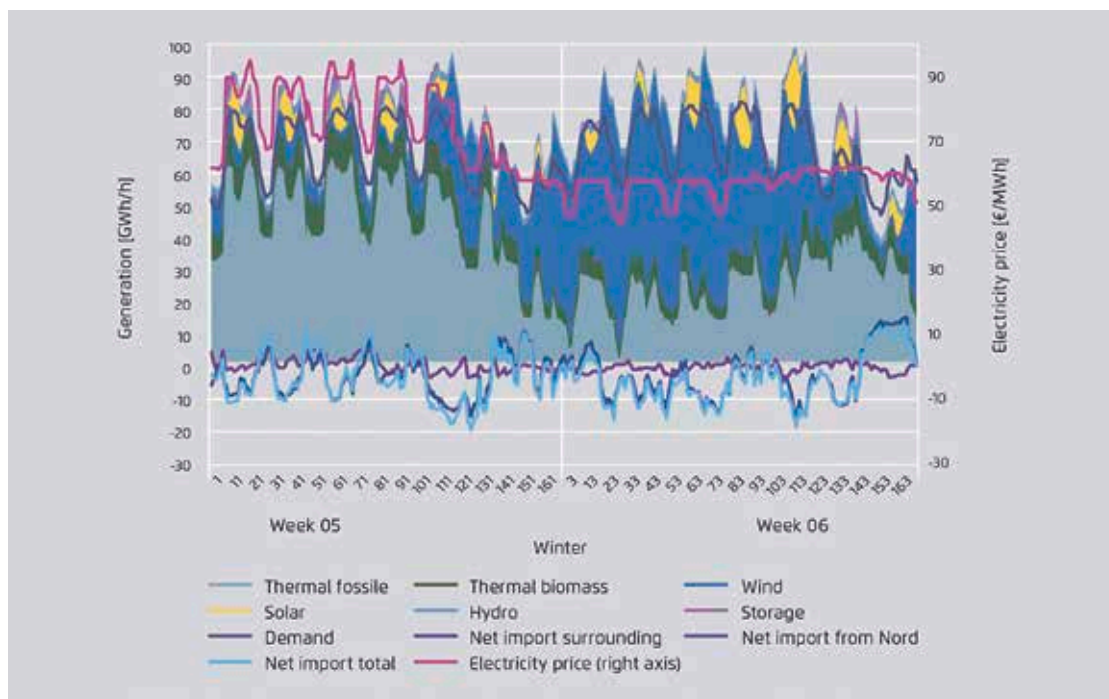 Generation [GWh/h]
100
90
80
70
60
50
40
30
20
10
0
-10
-20
-30
90
70
50
30
10
-10
-30
Electricity price [€/MWh]
1 11 21 31 41 51 61 71 81 91 101 111 121 131 141 151 161 3 13 23 33 43 53 63 73 83 93 103 113 123 133 143 153 163
Week 05 Week 06
Winter
Thermal fossile Thermal biomass Wind
Solar Hydro Storage
Demand Net import surrounding Net import from Nord
Net import total Electricity price (right axis)